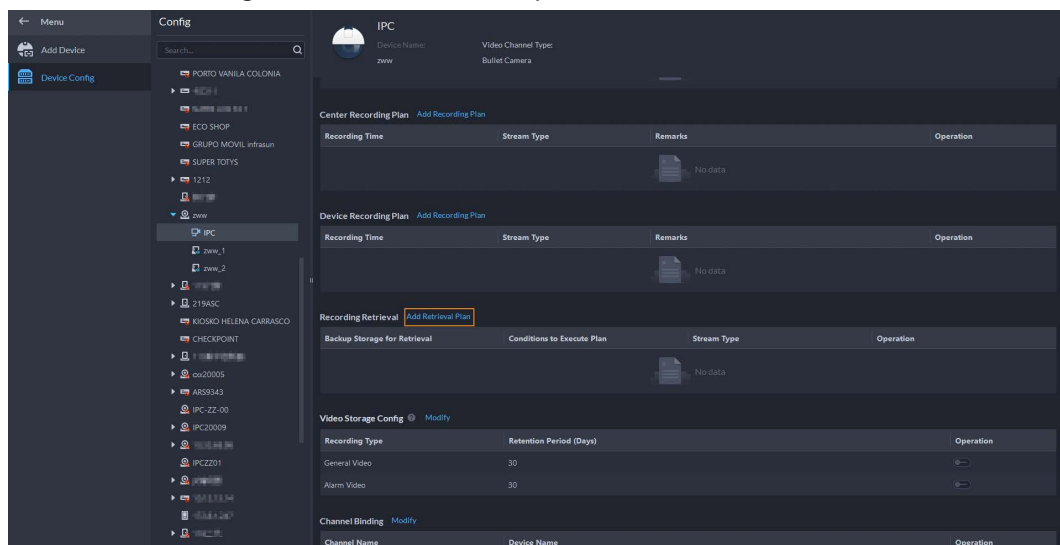 Menu
Config
Add Device
Device Config
Search...
PORTO VANILA COLONIA
ECO SHOP
GRUPO MOVIL infrasun
SUPER TOTYS
1212
zww
IPC
zww_1
zww_2
219ASC
KIOSKO HELENA CARRASCO
CHECKPOINT
cα20005
ARS9343
IPC-ZZ-00
IPC20009
IPCZZ01
IPC
Device Name: Video Channel Type:
zww Bullet Camera
Center Recording Plan Add Recording Plan
Recording Time Stream Type Remarks Operation
No data
Device Recording Plan Add Recording Plan
Recording Time Stream Type Remarks Operation
No data
Recording Retrieval Add Retrieval Plan
Backup Storage for Retrieval Conditions to Execute Plan Stream Type Operation
No data
Video Storage Config Modify
Recording Type Retention Period (Days) Operation
General Video 30
Alarm Video 30
Channel Binding Modify
Channel Name Device Name Operation